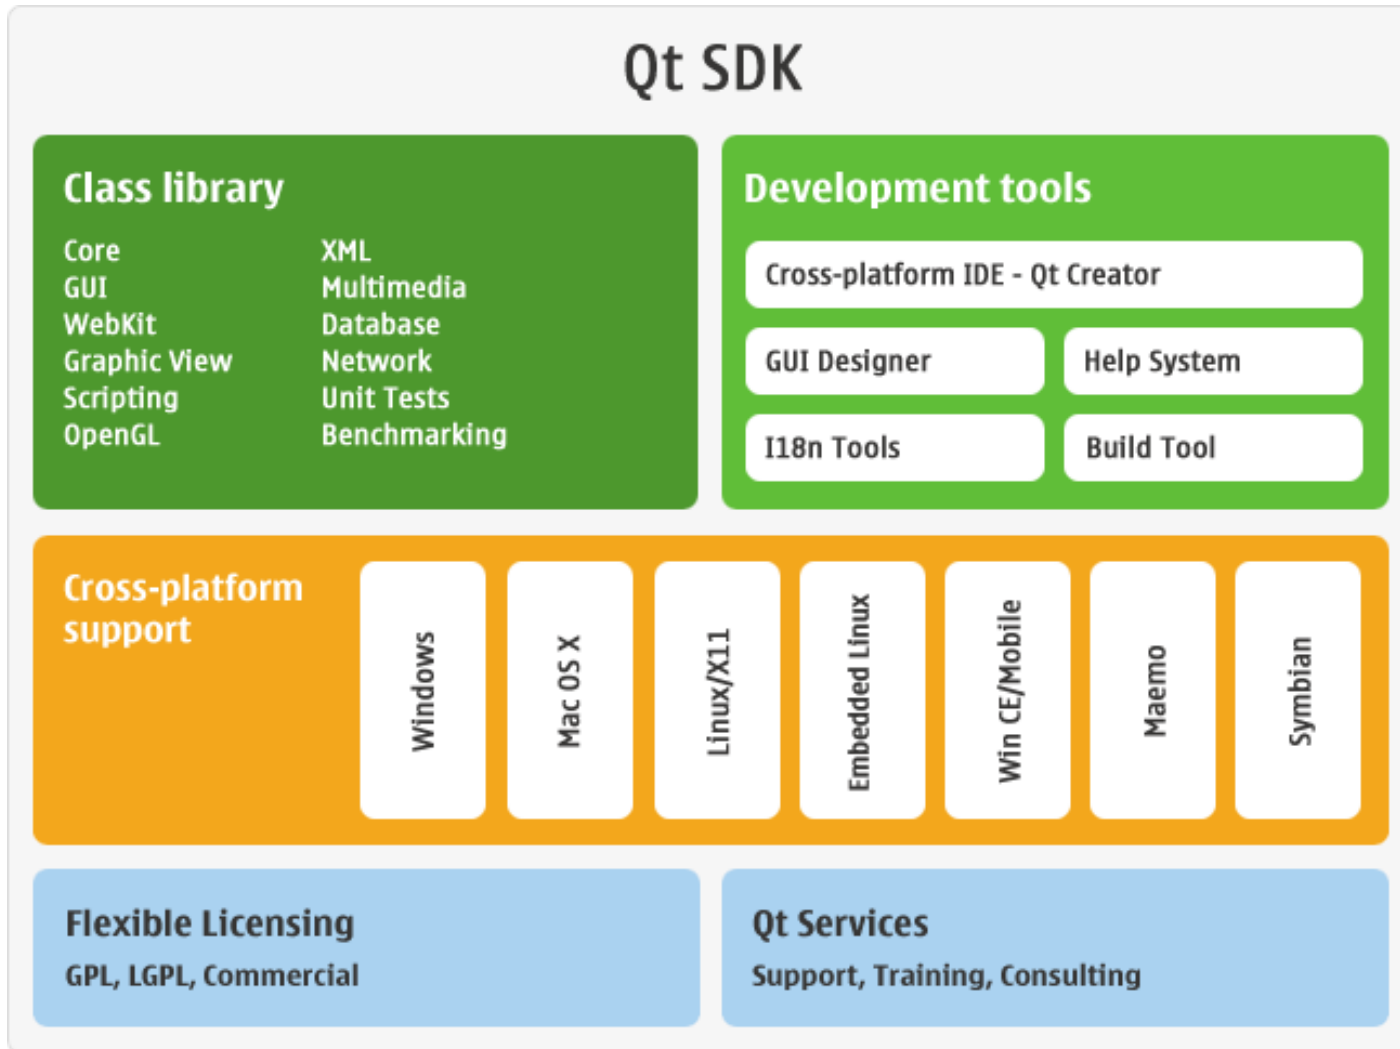 Qt SDK
Class library
Core
GUI
WebKit
Graphic View
Scripting
OpenGL
XML
Multimedia
Database
Network
Unit Tests
Benchmarking
Development tools
Cross-platform IDE - Qt Creator
GUI Designer
Help System
I18n Tools
Build Tool
Cross-platform
support
Windows
Mac OS X
Linux/X11
Embedded Linux
Win CE/Mobile
Maemo
Symbian
Flexible Licensing
GPL, LGPL, Commercial
Qt Services
Support, Training, Consulting